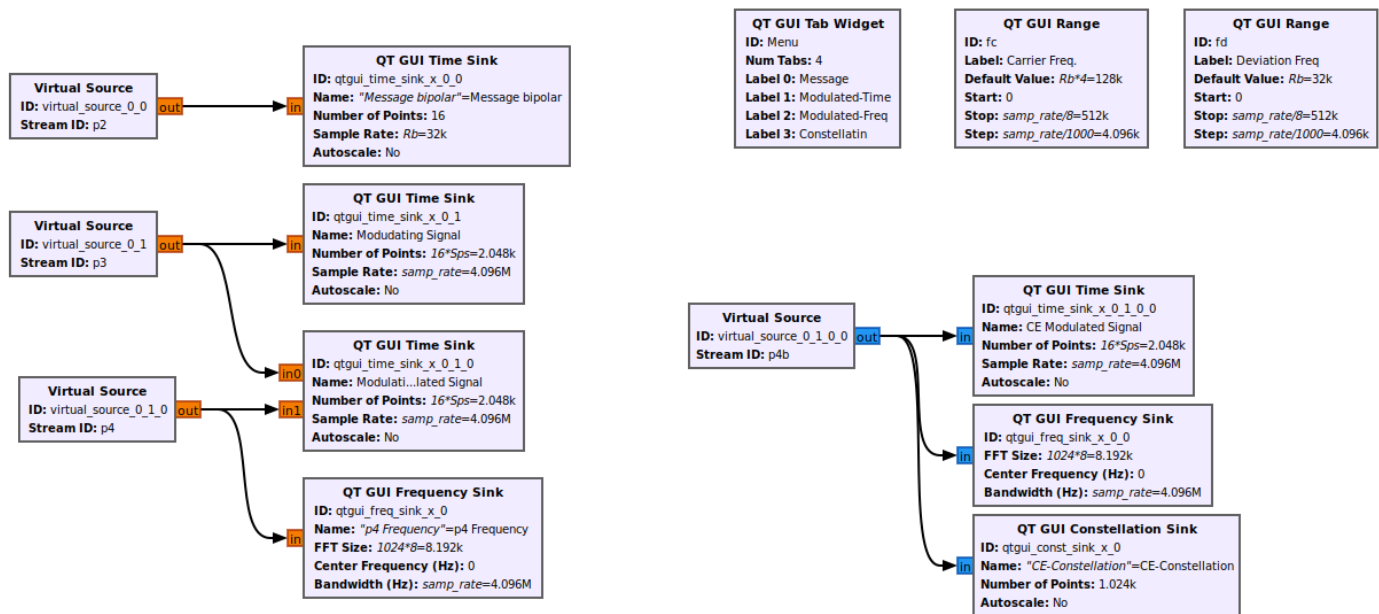 Virtual Source
ID: virtual_source_0_0
Stream ID: p2
out
in
QT GUI Time Sink
ID: qtgui_time_sink_x_0_0
Name: "Message bipolar"=Message bipolar
Number of Points: 16
Sample Rate: Rb=32k
Autoscale: No
Virtual Source
ID: virtual_source_0_1
Stream ID: p3
out
in
QT GUI Time Sink
ID: qtgui_time_sink_x_0_1
Name: Modudating Signal
Number of Points: 16*Sps=2.048k
Sample Rate: samp_rate=4.096M
Autoscale: No
Virtual Source
ID: virtual_source_0_1_0
Stream ID: p4
out
in0
in1
QT GUI Time Sink
ID: qtgui_time_sink_x_0_1_0
Name: Modulati...lated Signal
Number of Points: 16*Sps=2.048k
Sample Rate: samp_rate=4.096M
Autoscale: No
in
QT GUI Frequency Sink
ID: qtgui_freq_sink_x_0
Name: "p4 Frequency"=p4 Frequency
FFT Size: 1024*8=8.192k
Center Frequency (Hz): 0
Bandwidth (Hz): samp_rate=4.096M
QT GUI Tab Widget
ID: Menu
Num Tabs: 4
Label 0: Message
Label 1: Modulated-Time
Label 2: Modulated-Freq
Label 3: Constellatin
QT GUI Range
ID: fc
Label: Carrier Freq.
Default Value: Rb*4=128k
Start: 0
Stop: samp_rate/8=512k
Step: samp_rate/1000=4.096k
QT GUI Range
ID: fd
Label: Deviation Freq
Default Value: Rb=32k
Start: 0
Stop: samp_rate/8=512k
Step: samp_rate/1000=4.096k
Virtual Source
ID: virtual_source_0_1_0_0
Stream ID: p4b
out
in
QT GUI Time Sink
ID: qtgui_time_sink_x_0_1_0_0
Name: CE Modulated Signal
Number of Points: 16*Sps=2.048k
Sample Rate: samp_rate=4.096M
Autoscale: No
in
QT GUI Frequency Sink
ID: qtgui_freq_sink_x_0_0
FFT Size: 1024*8=8.192k
Center Frequency (Hz): 0
Bandwidth (Hz): samp_rate=4.096M
in
QT GUI Constellation Sink
ID: qtgui_const_sink_x_0
Name: "CE-Constellation"=CE-Constellation
Number of Points: 1.024k
Autoscale: No